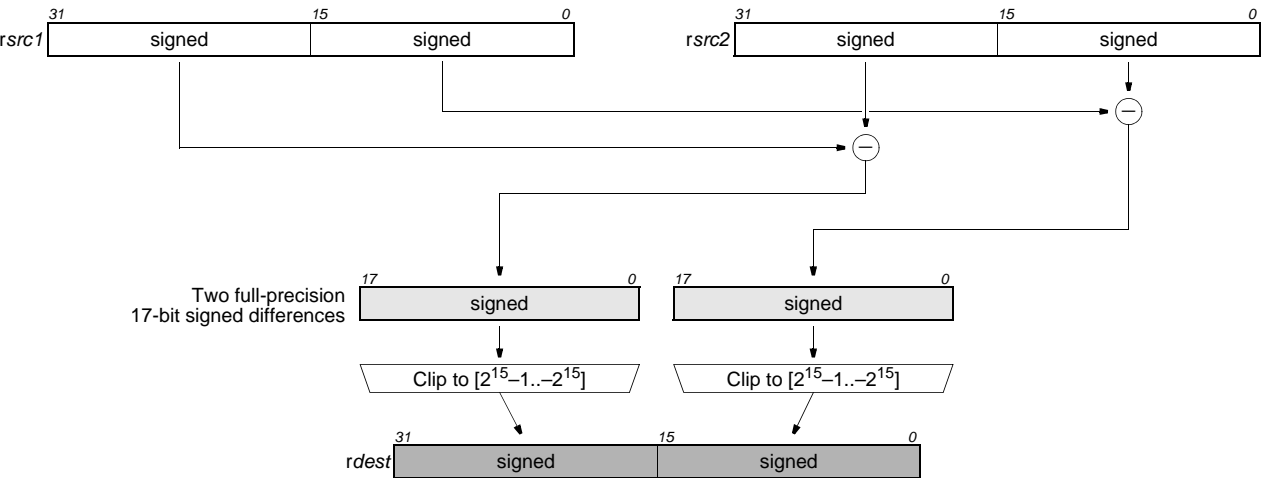 31 15 0 31 15 0
rsrc1 signed signed rsrc2 signed signed
− −
17 0 17 0
Two full-precision
17-bit signed differences signed signed
Clip to [2¹⁵–1..–2¹⁵] Clip to [2¹⁵–1..–2¹⁵]
31 15 0
rdest signed signed